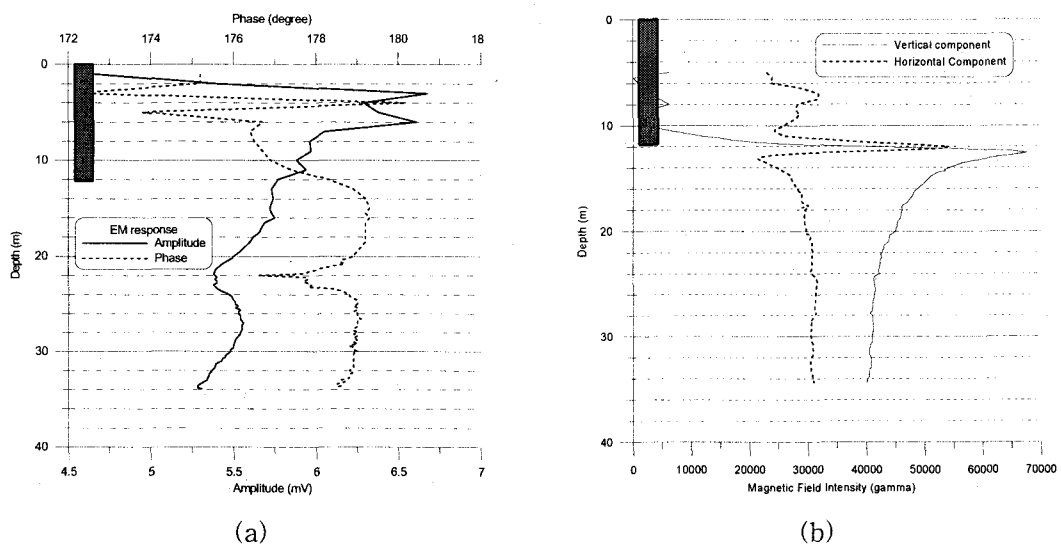 Phase (degree)
172 174 176 178 180 18
0
10
20
30
40
Depth (m)
EM response
Amplitude
Phase
4.5 5 5.5 6 6.5 7
Amplitude (mV)
(a)
0
10
20
30
40
Depth (m)
Vertical component
Horizontal Component
0 10000 20000 30000 40000 50000 60000 70000
Magnetic Field Intensity (gamma)
(b)